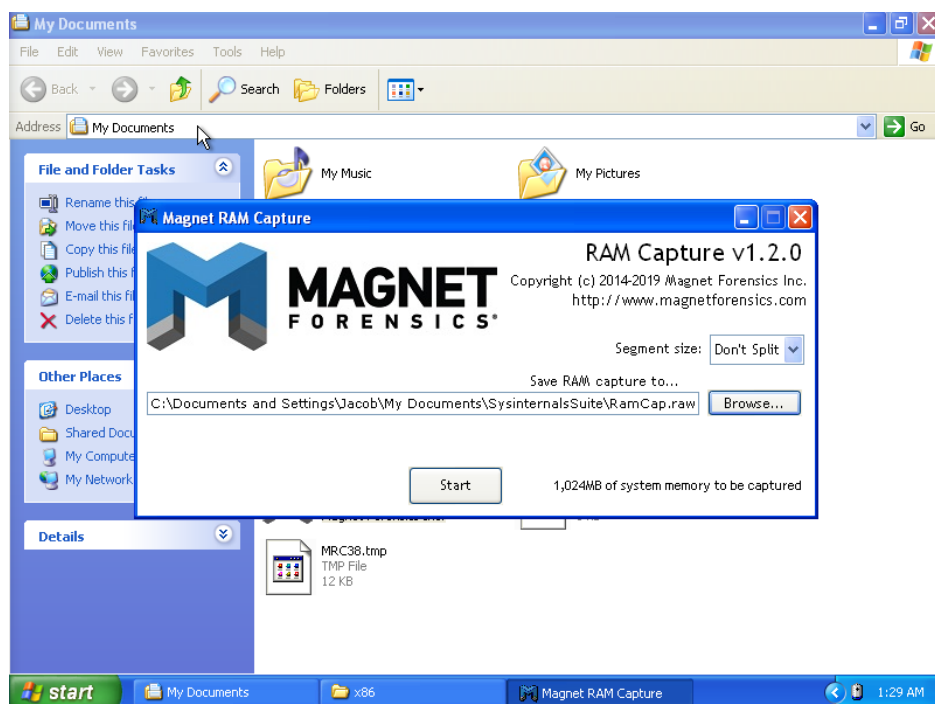 My Documents
File Edit View Favorites Tools Help
Back Search Folders
Address My Documents Go
File and Folder Tasks
My Music
My Pictures
Rename this
Move this
Copy this file
Publish this
E-mail this
Delete this
Magnet RAM Capture
RAM Capture v1.2.0
MAGNET
FORENSICS
Copyright (c) 2014-2019 Magnet Forensics Inc.
http://www.magnetforensics.com
Segment size: Don't Split
Save RAM capture to...
C:\Documents and Settings\Jacob\My Documents\SysinternalsSuite\RamCap.raw Browse...
Start
1,024MB of system memory to be captured
Other Places
Desktop
Shared Docu
My Compute
My Network
Details
MRC38.tmp
TMP File
12 KB
start My Documents x86 Magnet RAM Capture 1:29 AM